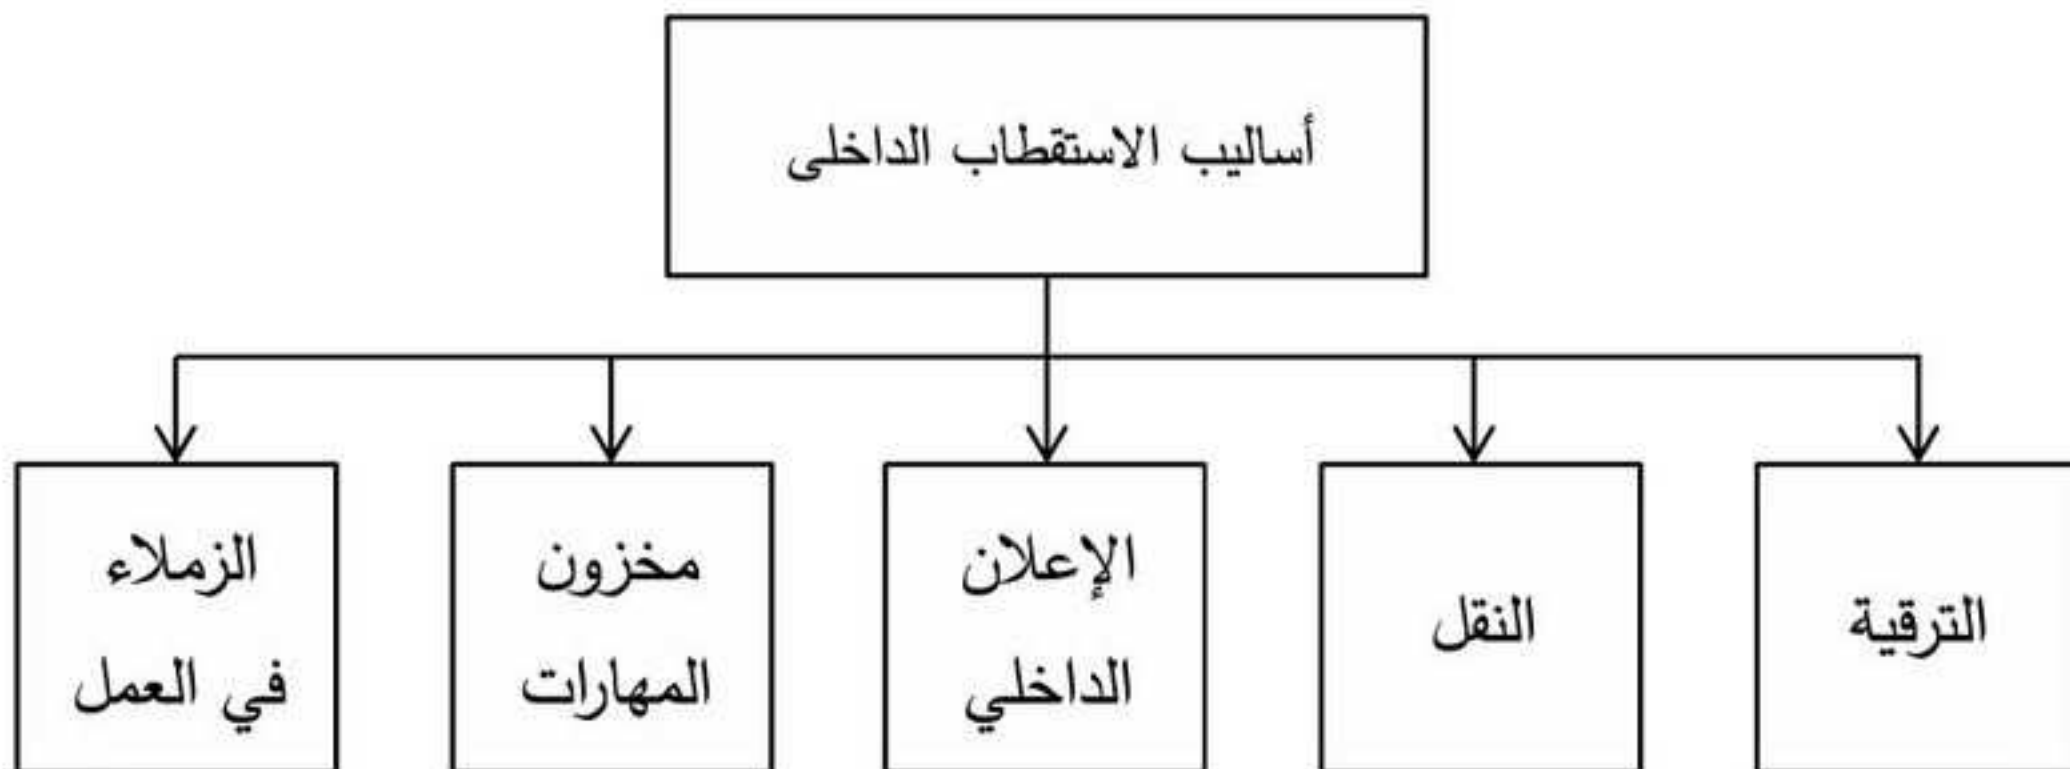 أساليب الاستقطاب الداخلى
الترقية
النقل
الإعلان
الداخلي
مخزون
المهارات
الزملاء
في العمل